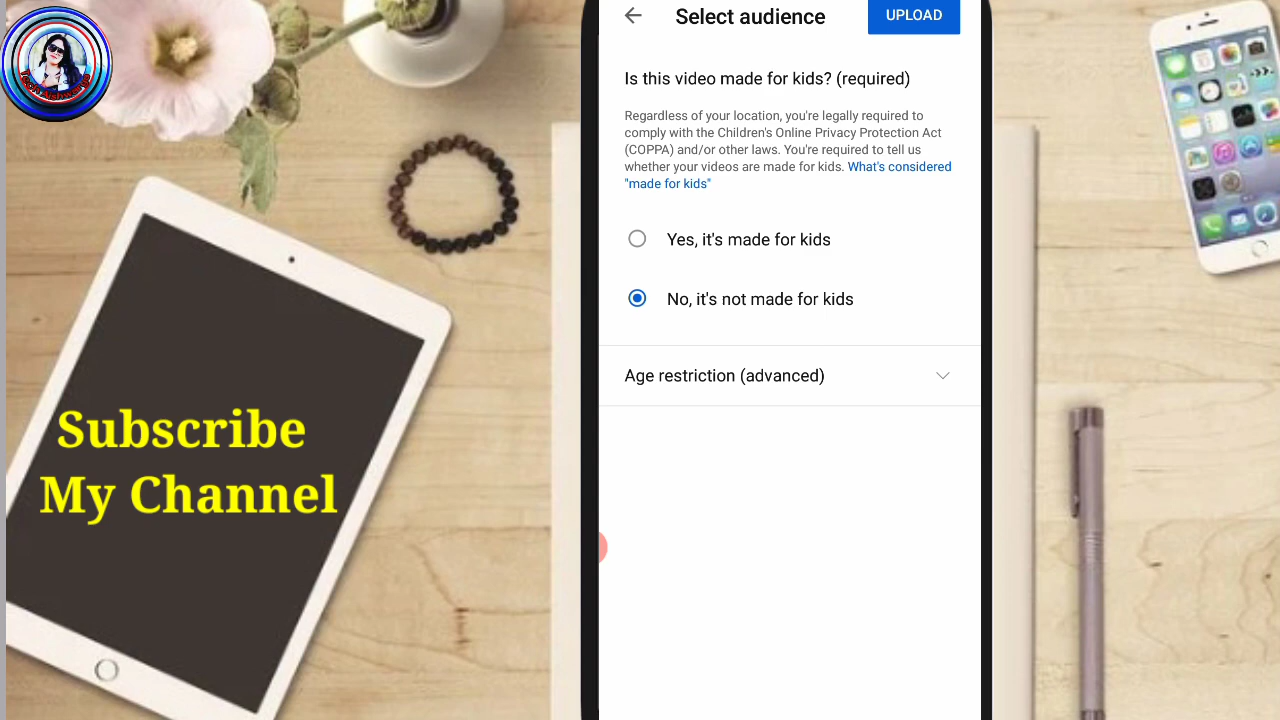 Tech Aishwarya
Select audience
UPLOAD
Is this video made for kids? (required)
Regardless of your location, you're legally required to
comply with the Children's Online Privacy Protection Act
(COPPA) and/or other laws. You're required to tell us
whether your videos are made for kids. What's considered
"made for kids"
Yes, it's made for kids
No, it's not made for kids
Age restriction (advanced)
Subscribe
My Channel